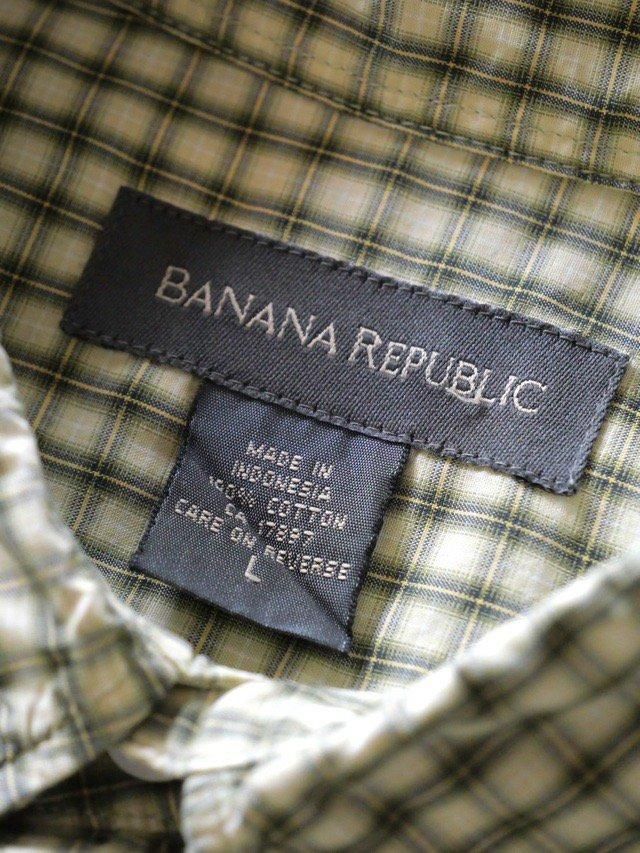 BANANA REPUBLIC
MADE IN
INDONESIA
100% COTTON
CA 17897
CARE ON REVERSE
L